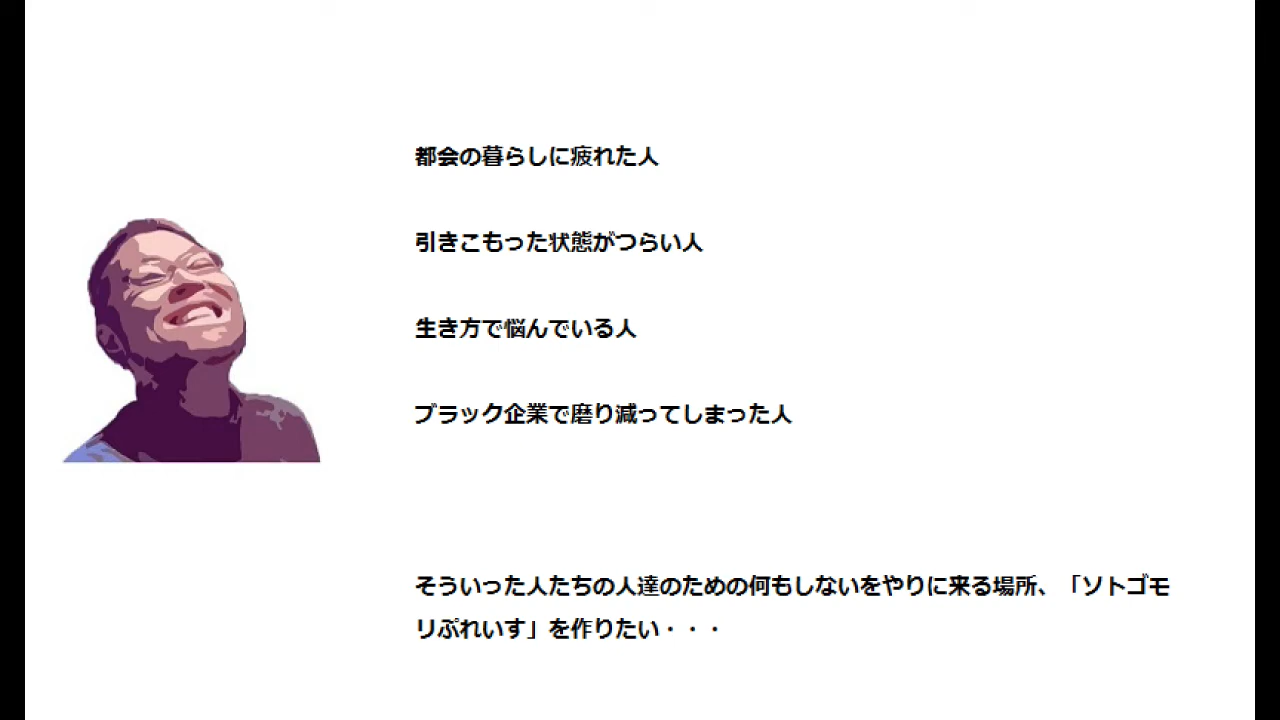 都会の暮らしに疲れた人
引きこもった状態がつらい人
生き方で悩んでいる人
ブラック企業で磨り減ってしまった人
そういった人たちの人達のための何もしないをやりに来る場所、「ソトゴモ
リぷれいす」を作りたい・・・